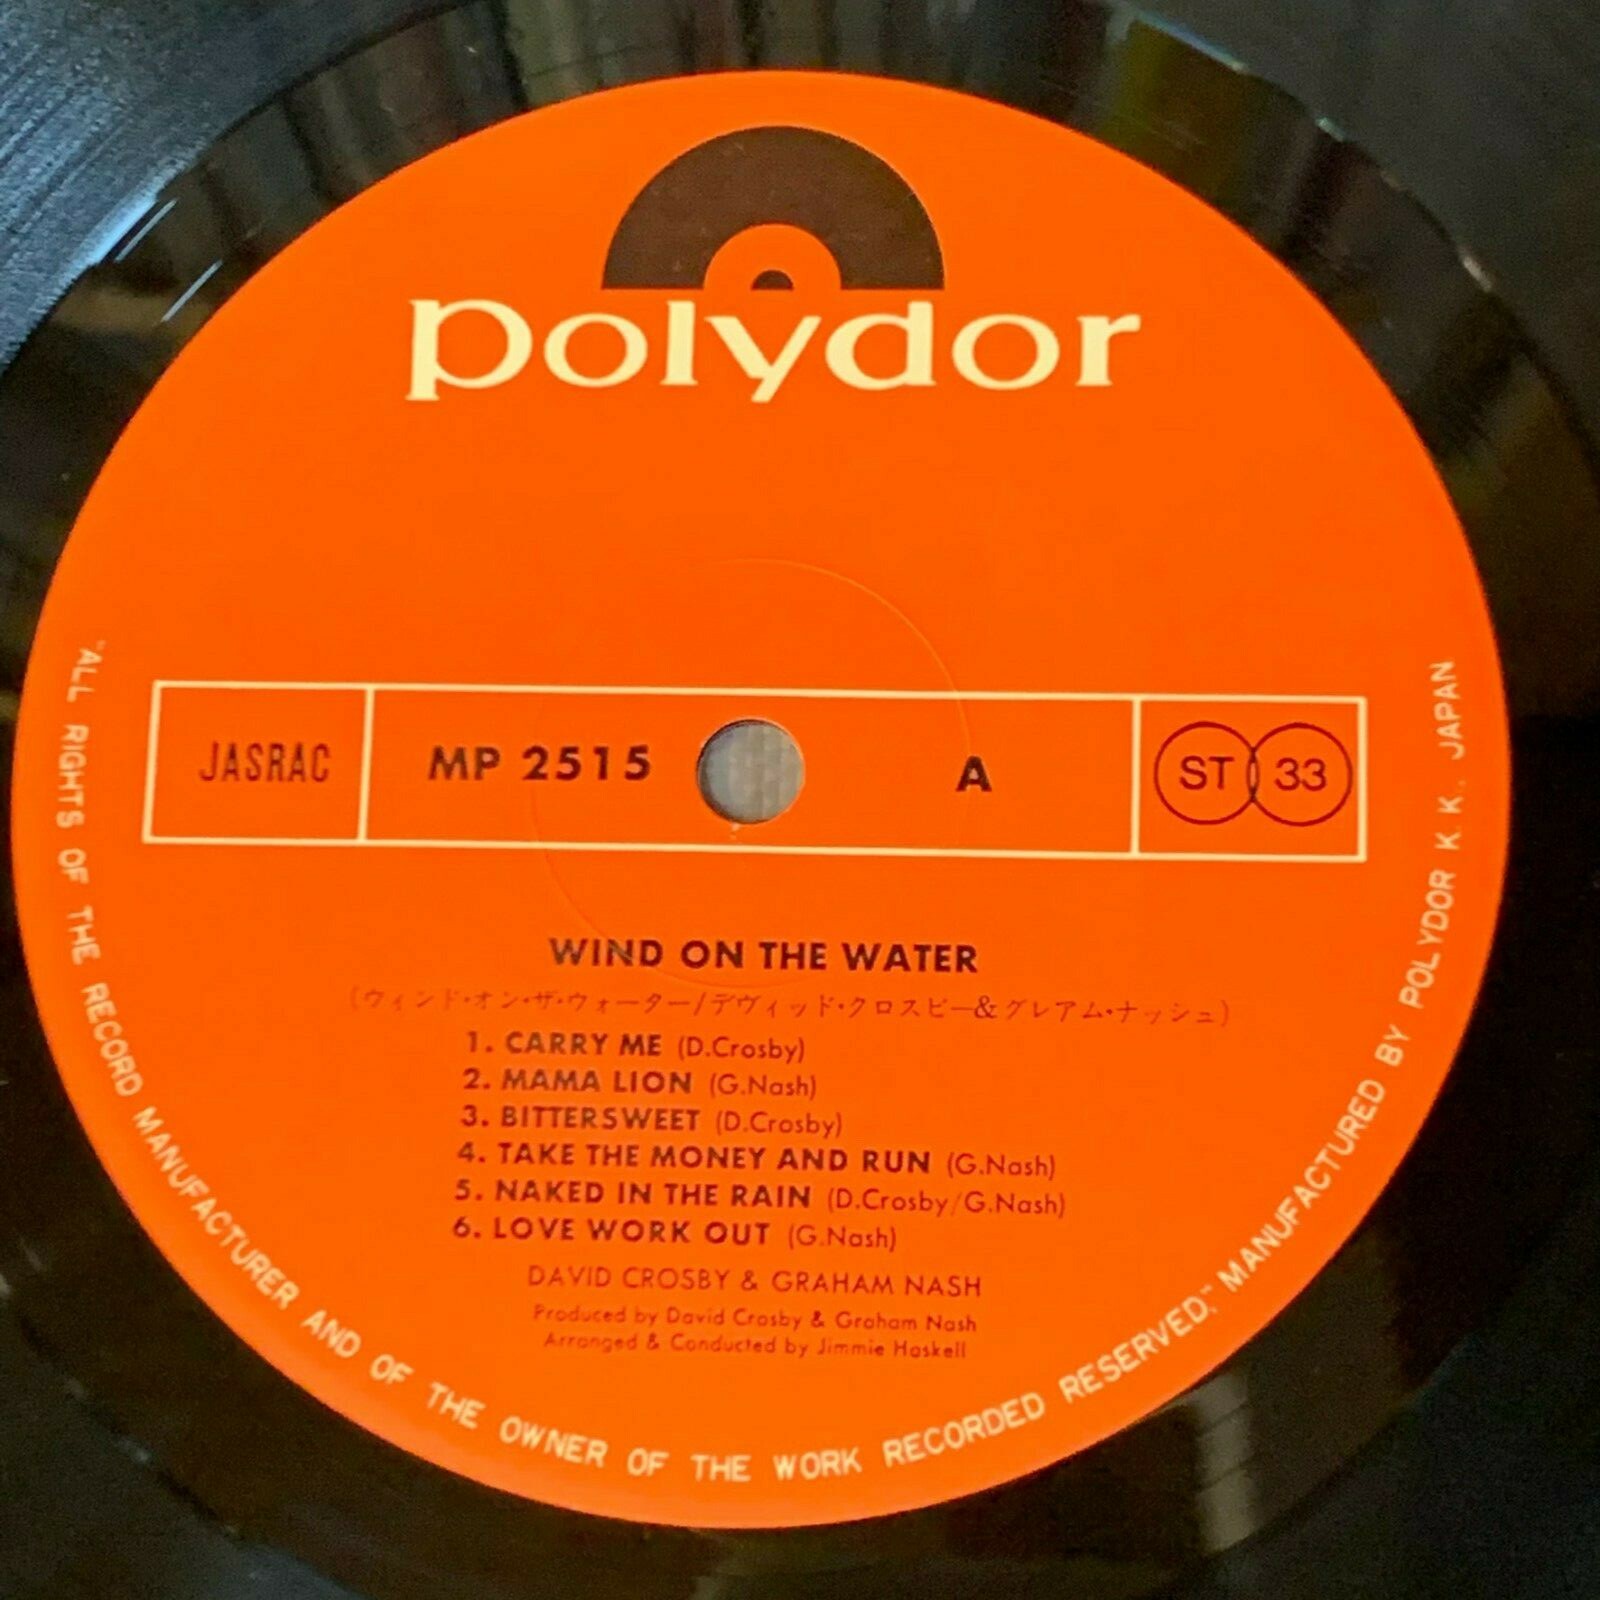 polydor
JASRAC
MP 2515
A
ST 33
WIND ON THE WATER
(ウィンド・オン・ザ・ウォーター/デヴィッド・クロスビー&グレアム・ナッシュ)
1. CARRY ME (D.Crosby)
2. MAMA LION (G.Nash)
3. BITTERSWEET (D.Crosby)
4. TAKE THE MONEY AND RUN (G.Nash)
5. NAKED IN THE RAIN (D.Crosby/G.Nash)
6. LOVE WORK OUT (G.Nash)
DAVID CROSBY & GRAHAM NASH
Produced by David Crosby & Graham Nash
Arranged & Conducted by Jimmie Haskell
"ALL RIGHTS OF THE RECORD MANUFACTURER AND OF THE OWNER OF THE WORK RECORDED RESERVED." MANUFACTURED BY POLYDOR K.K., JAPAN